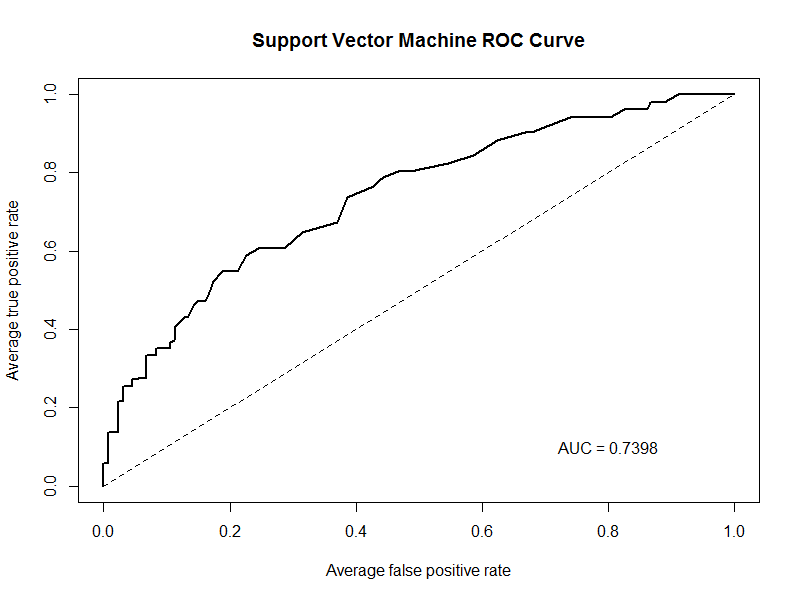 Support Vector Machine ROC Curve
Average true positive rate
1.0
0.8
0.6
0.4
0.2
0.0
AUC = 0.7398
0.0 0.2 0.4 0.6 0.8 1.0
Average false positive rate